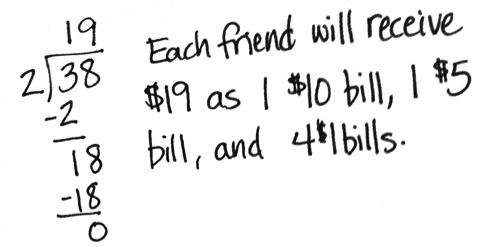 19
2)38
-2
18
-18
0
Each friend will receive
$19 as 1 $10 bill, 1 $5
bill, and 4 $1 bills.